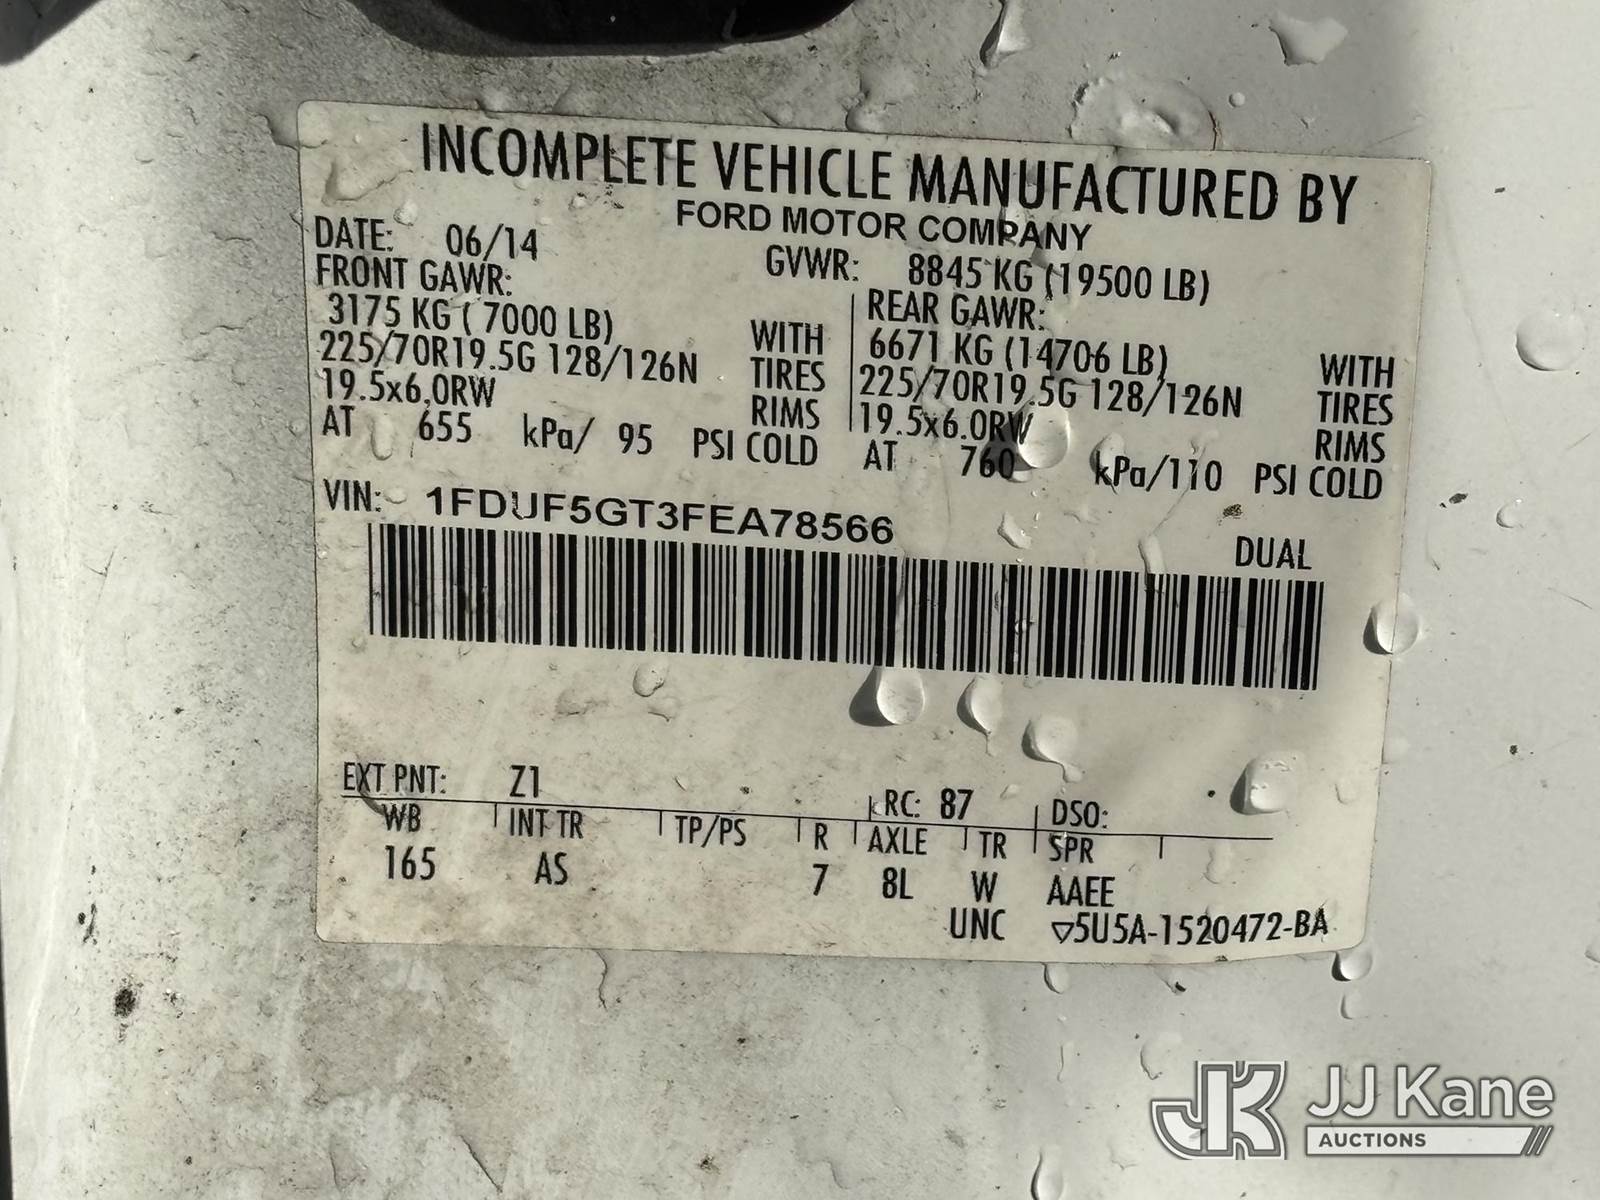 INCOMPLETE VEHICLE MANUFACTURED BY
FORD MOTOR COMPANY
DATE: 06/14 GVWR: 8845 KG (19500 LB)
FRONT GAWR: REAR GAWR:
3175 KG ( 7000 LB) WITH 6671 KG (14706 LB) WITH
225/70R19.5G 128/126N TIRES 225/70R19.5G 128/126N TIRES
19.5x6.0RW RIMS 19.5x6.0RW RIMS
AT 655 kPa/ 95 PSI COLD AT 760 kPa/110 PSI COLD
VIN: 1FDUF5GT3FEA78566
DUAL
EXT PNT: Z1 RC: 87 DSO:
WB INT TR TP/PS R AXLE TR SPR
165 AS 7 8L W AAEE
UNC ▽5U5A-1520472-BA
JK JJ Kane
AUCTIONS